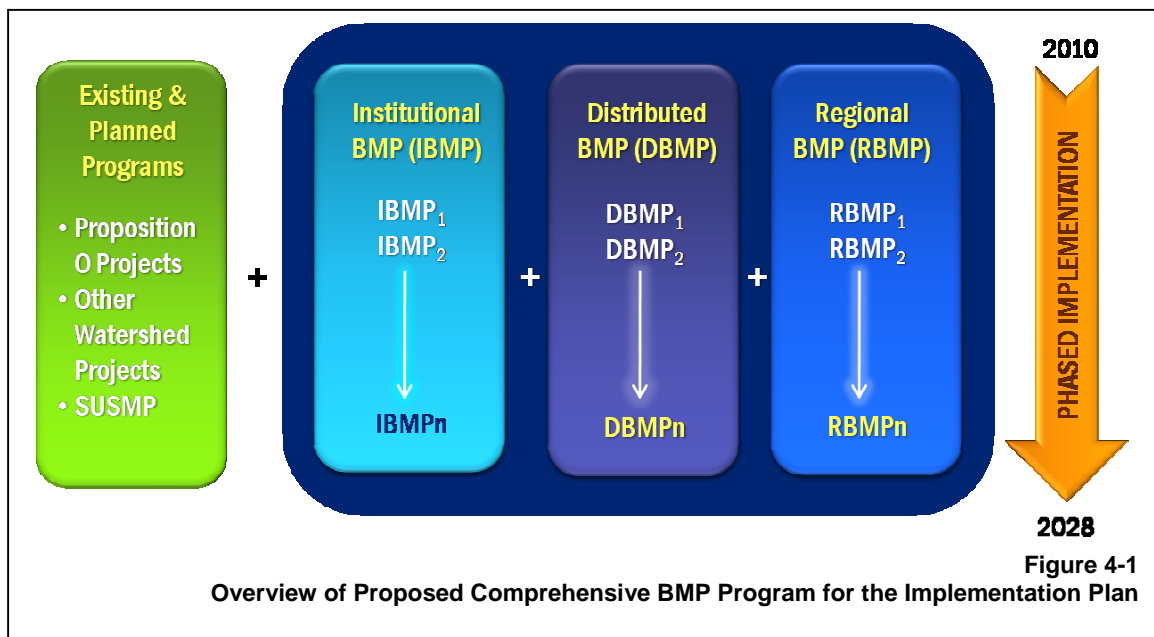 Existing &
Planned
Programs
• Proposition
O Projects
• Other
Watershed
Projects
• SUSMP
+
Institutional
BMP (IBMP)
IBMP₁
IBMP₂
IBMPn
+
Distributed
BMP (DBMP)
DBMP₁
DBMP₂
DBMPn
+
Regional
BMP (RBMP)
RBMP₁
RBMP₂
RBMPn
2010
PHASED IMPLEMENTATION
2028
Figure 4-1
Overview of Proposed Comprehensive BMP Program for the Implementation Plan